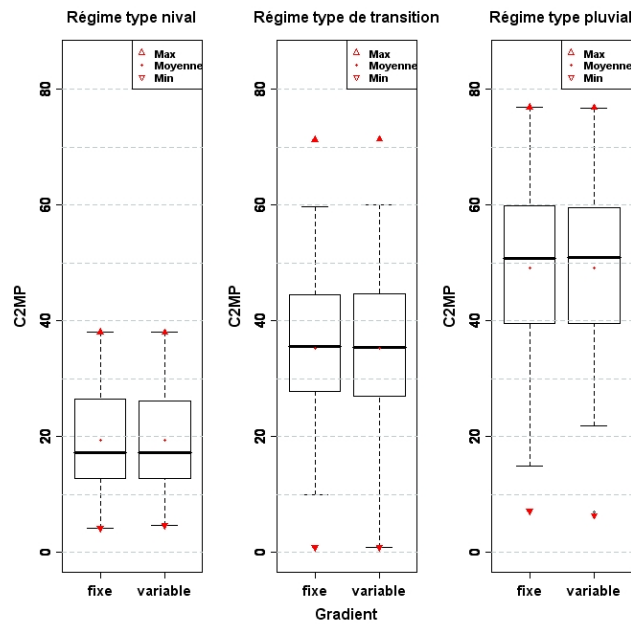 Régime type nival
Régime type de transition
Régime type pluvial
Max
Moyenne
Min
Max
Moyenne
Min
Max
Moyenne
Min
C2MP
80
60
40
20
0
C2MP
80
60
40
20
0
C2MP
80
60
40
20
0
fixe variable
fixe variable
fixe variable
Gradient